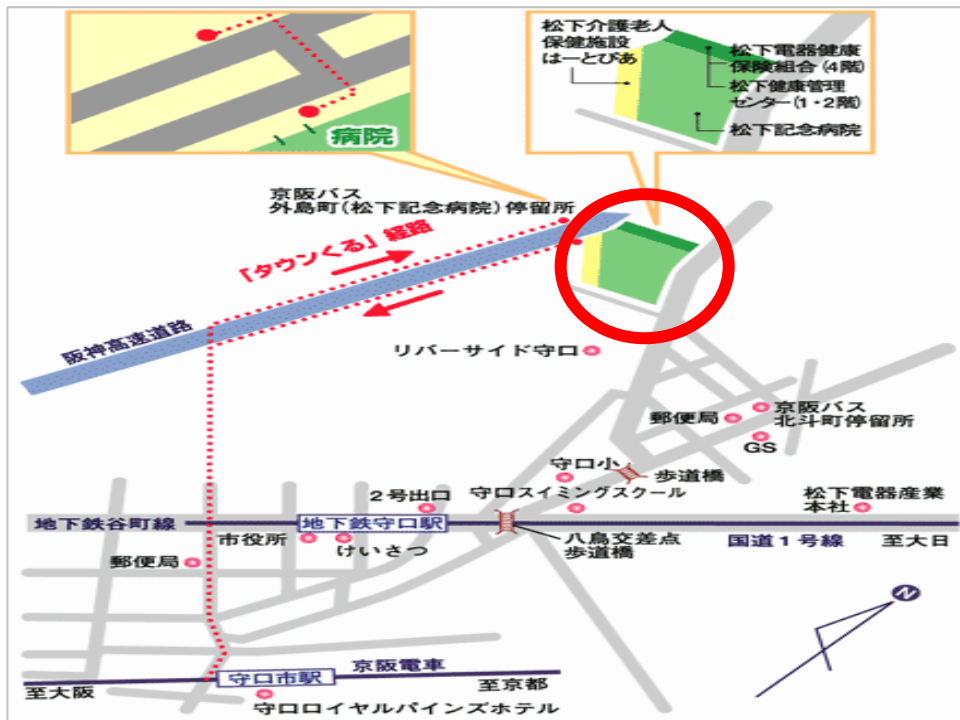 松下介護老人
保健施設
はーとぴあ
松下電器健康
保険組合(4階)
松下健康管理
センター(1・2階)
松下記念病院
病院
京阪バス
外島町(松下記念病院)停留所
「タウンくる」経路
阪神高速道路
リバーサイド守口
郵便局
京阪バス
北斗町停留所
GS
守口小
歩道橋
2号出口
守口スイミングスクール
松下電器産業
本社
地下鉄谷町線
地下鉄守口駅
市役所
けいさつ
八島交差点
歩道橋
国道1号線
至大日
郵便局
N
京阪電車
守口市駅
至大阪
至京都
守口ロイヤルパインズホテル